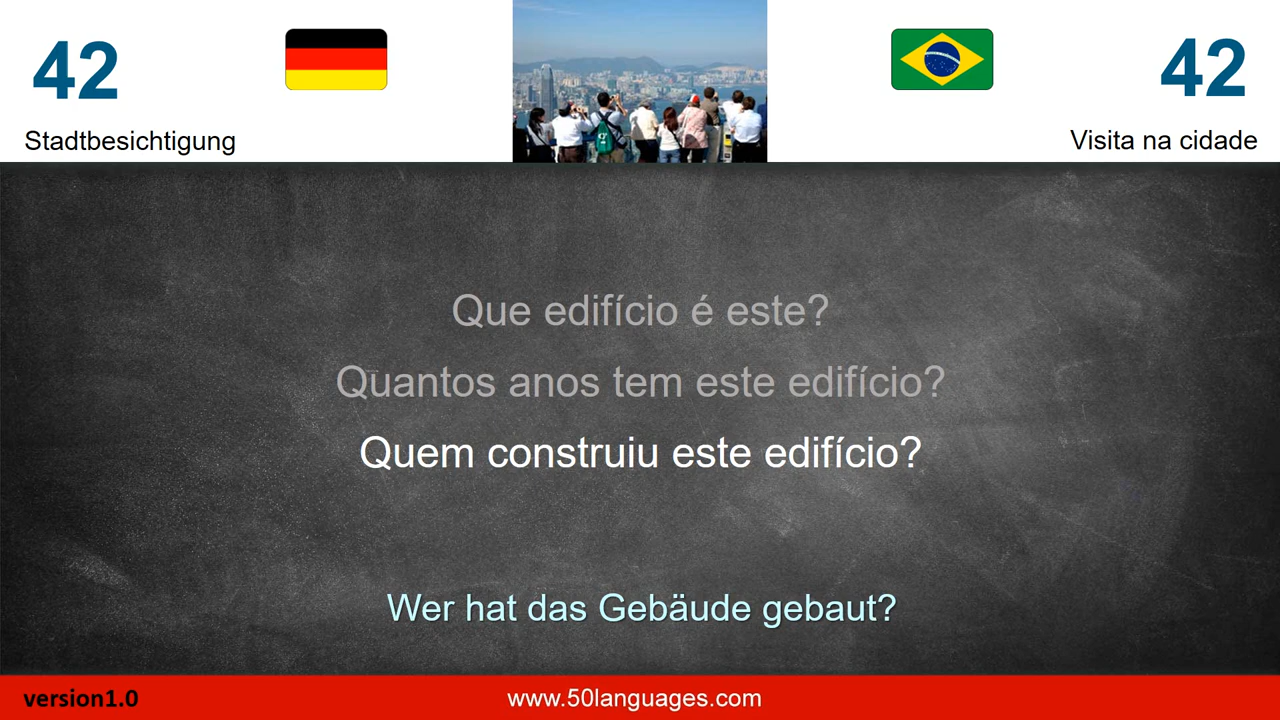 42
42
Stadtbesichtigung
Visita na cidade
Que edifício é este?
Quantos anos tem este edifício?
Quem construiu este edifício?
Wer hat das Gebäude gebaut?
version1.0
www.50languages.com